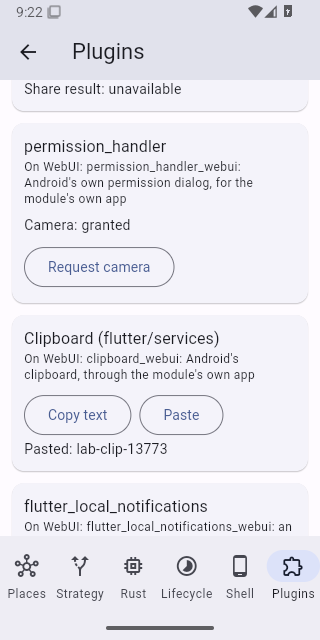 9:22
Plugins
Share result: unavailable
permission_handler
On WebUI: permission_handler_webui:
Android's own permission dialog, for the
module's own app
Camera: granted
Request camera
Clipboard (flutter/services)
On WebUI: clipboard_webui: Android's
clipboard, through the module's own app
Copy text
Paste
Pasted: lab-clip-13773
flutter_local_notifications
On WebUI: flutter_local_notifications_webui: an
Places Strategy Rust Lifecycle Shell Plugins